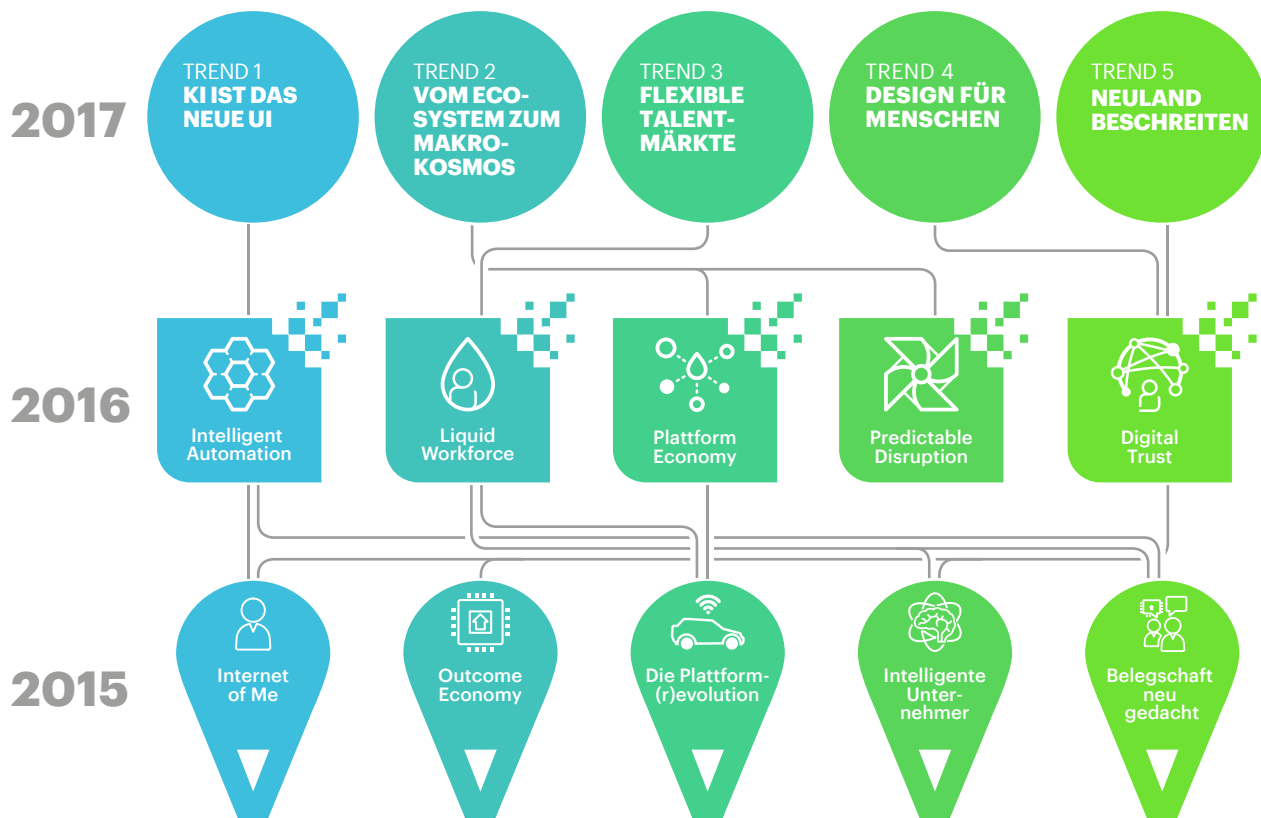 2017
TREND 1
KI IST DAS
NEUE UI
TREND 2
VOM ECO-
SYSTEM ZUM
MAKRO-
KOSMOS
TREND 3
FLEXIBLE
TALENT-
MÄRKTE
TREND 4
DESIGN FÜR
MENSCHEN
TREND 5
NEULAND
BESCHREITEN
2016
Intelligent
Automation
Liquid
Workforce
Plattform
Economy
Predictable
Disruption
Digital
Trust
2015
Internet
of Me
Outcome
Economy
Die Plattform-
(r)evolution
Intelligente
Unter-
nehmer
Belegschaft
neu
gedacht